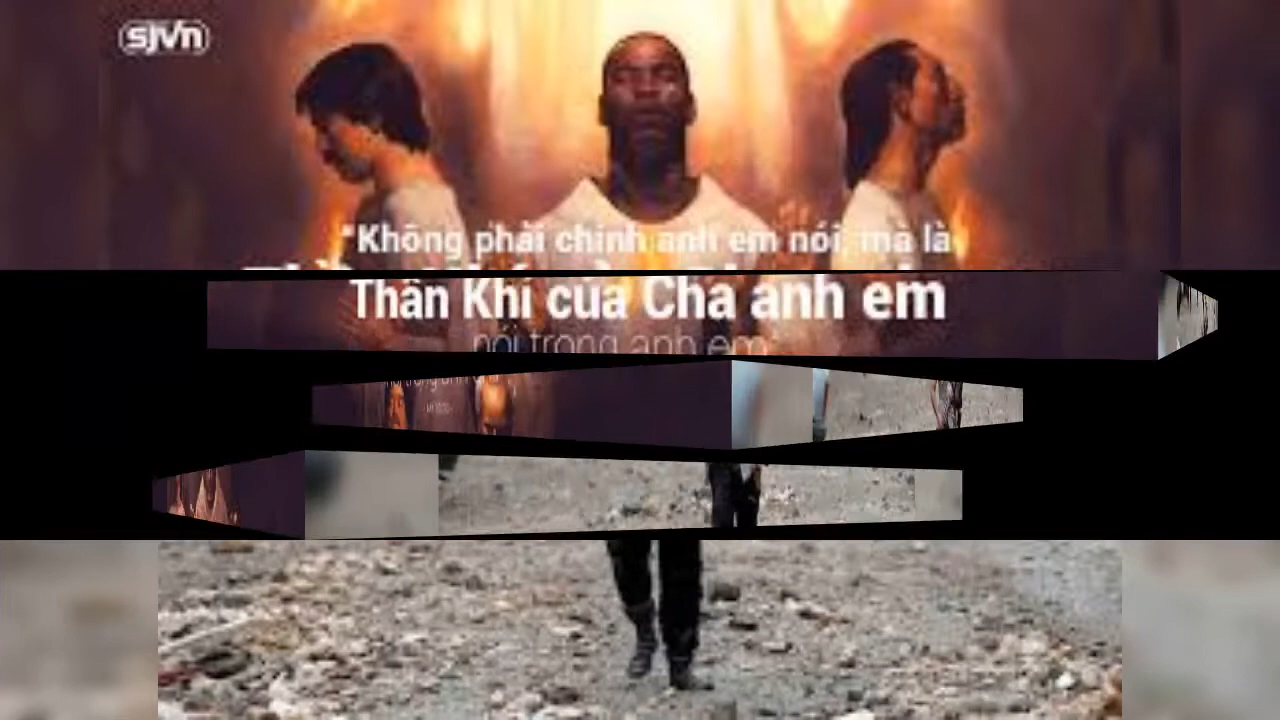 sjvn
"Không phải chính anh em nói, mà là
Thần Khí của Cha anh em
nói trong anh em"